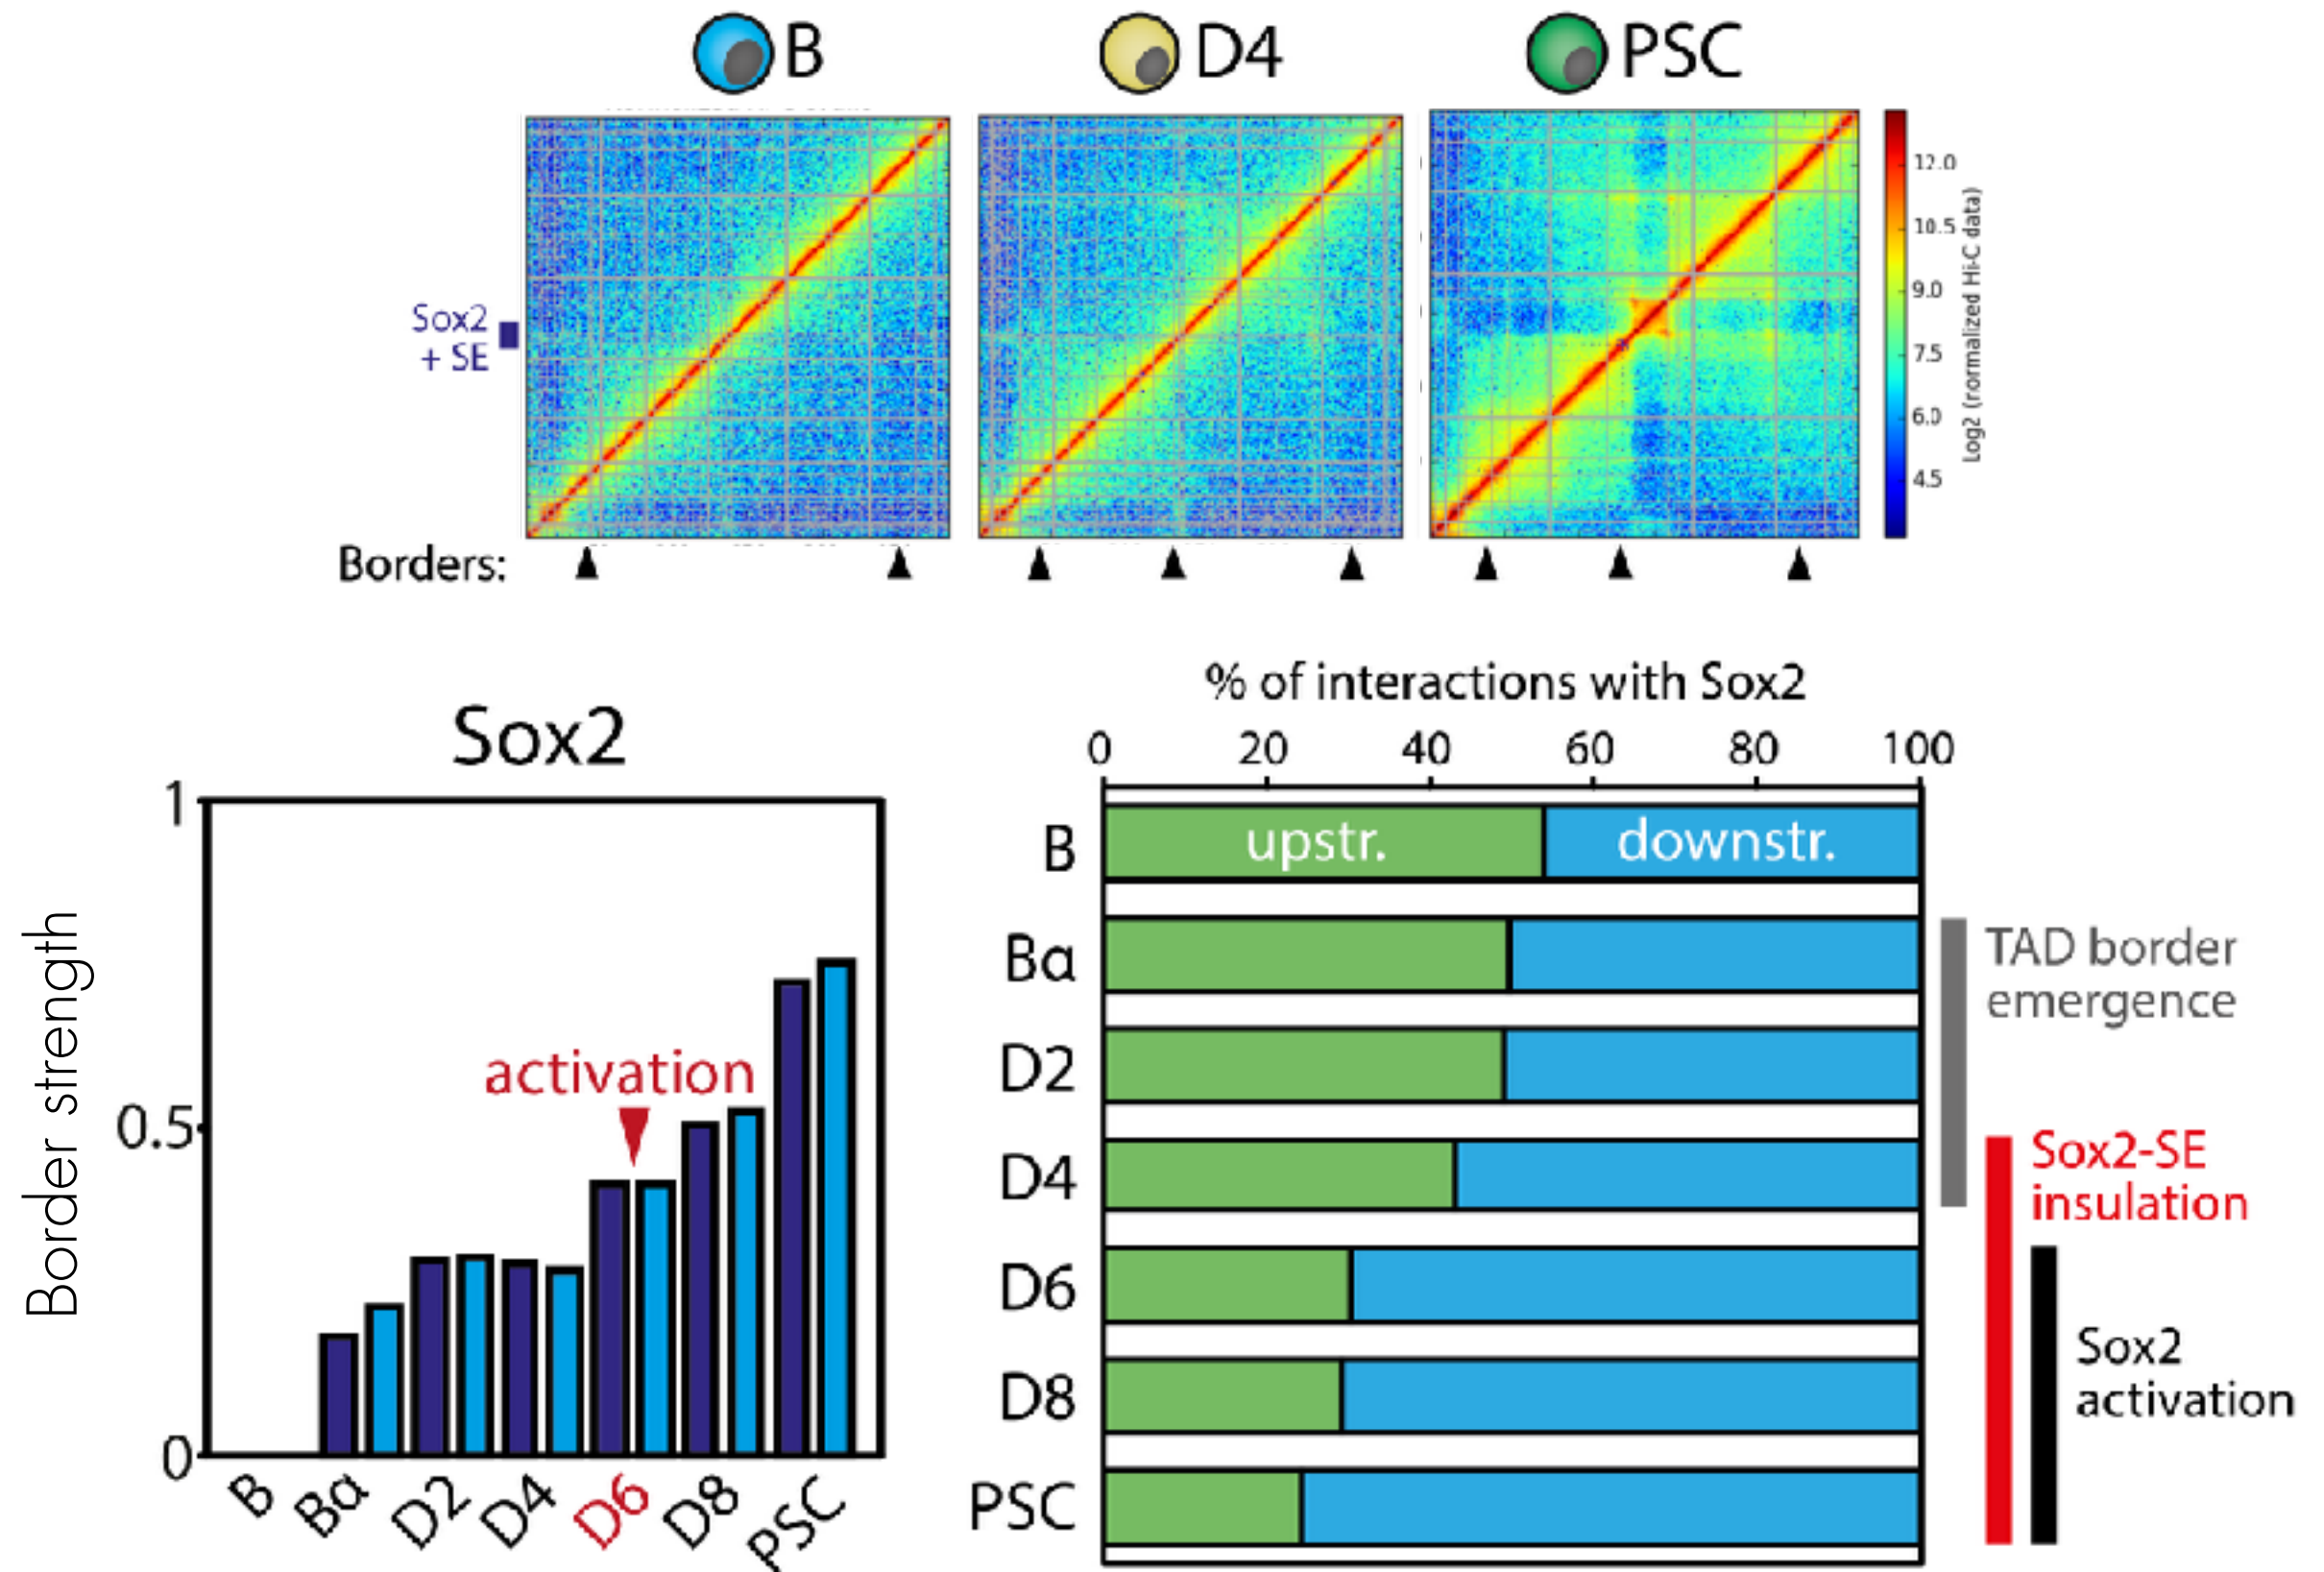 B
D4
PSC
Sox2
+ SE
12.0
10.5
9.0
7.5
6.0
4.5
Log2 (normalized Hi-C data)
Borders:
Sox2
Border strength
1
0.5
0
activation
B
Bα
D2
D4
D6
D8
PSC
% of interactions with Sox2
0 20 40 60 80 100
B
upstr.
downstr.
Bα
D2
D4
D6
D8
PSC
TAD border
emergence
Sox2-SE
insulation
Sox2
activation